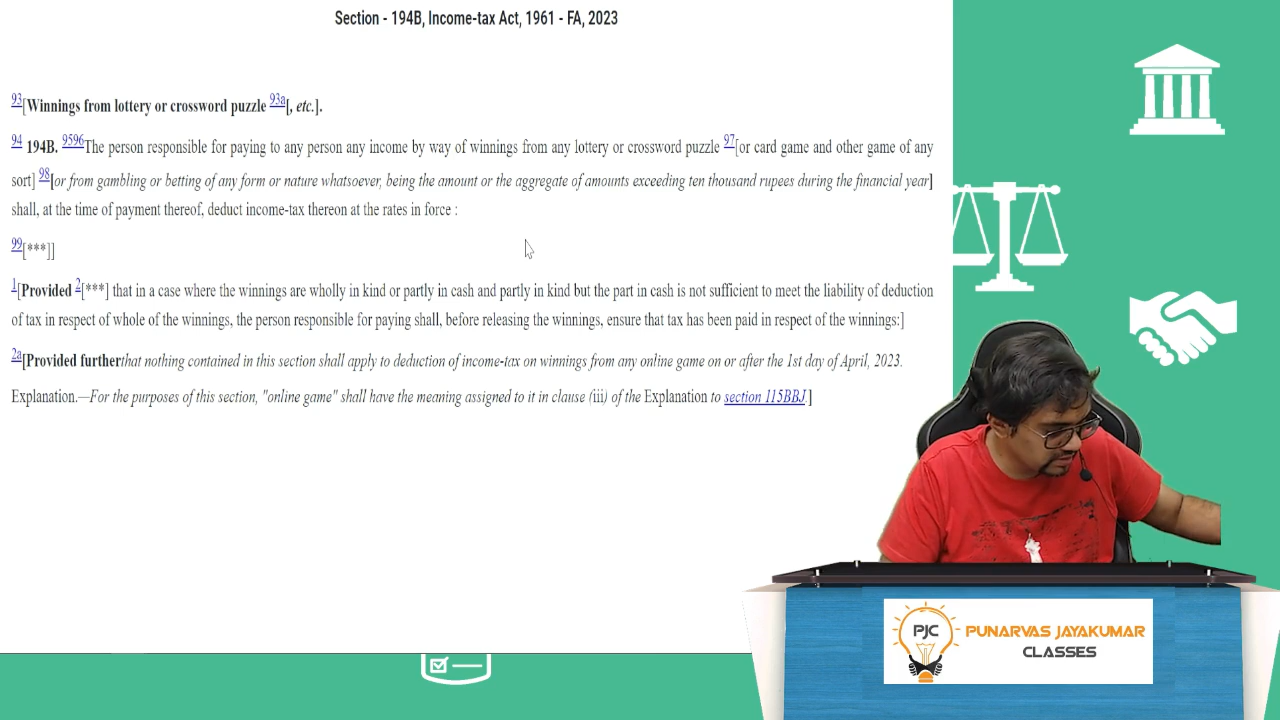 Section - 194B, Income-tax Act, 1961 - FA, 2023
93[Winnings from lottery or crossword puzzle 93a[, etc.].
94 194B. 9596The person responsible for paying to any person any income by way of winnings from any lottery or crossword puzzle 97[or card game and other game of any
sort] 98[or from gambling or betting of any form or nature whatsoever, being the amount or the aggregate of amounts exceeding ten thousand rupees during the financial year]
shall, at the time of payment thereof, deduct income-tax thereon at the rates in force :
99[***]]
1[Provided 2[***] that in a case where the winnings are wholly in kind or partly in cash and partly in kind but the part in cash is not sufficient to meet the liability of deduction
of tax in respect of whole of the winnings, the person responsible for paying shall, before releasing the winnings, ensure that tax has been paid in respect of the winnings:]
2a[Provided furtherthat nothing contained in this section shall apply to deduction of income-tax on winnings from any online game on or after the 1st day of April, 2023.
Explanation.—For the purposes of this section, "online game" shall have the meaning assigned to it in clause (iii) of the Explanation to section 115BBJ.]
PJC
PUNARVAS JAYAKUMAR
CLASSES